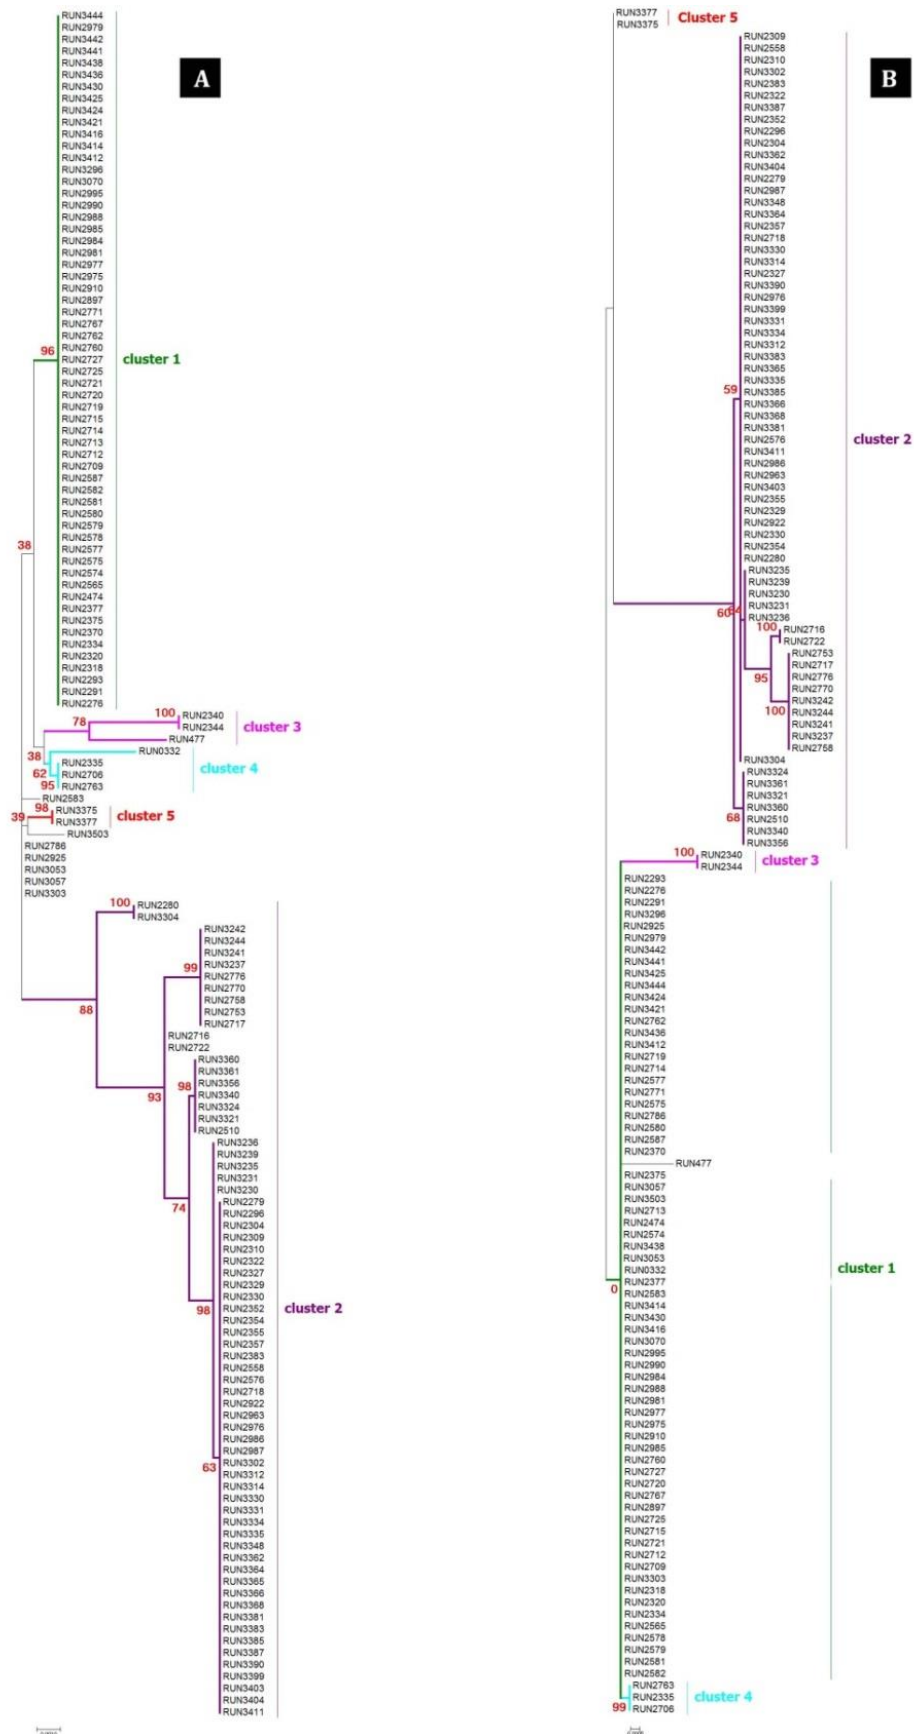 A
RUN3444
RUN2979
RUN3442
RUN3441
RUN3438
RUN3436
RUN3430
RUN3425
RUN3424
RUN3421
RUN3416
RUN3414
RUN3412
RUN3296
RUN3070
RUN2995
RUN2990
RUN2988
RUN2985
RUN2984
RUN2981
RUN2977
RUN2975
RUN2910
RUN2897
RUN2771
RUN2767
RUN2762
RUN2760
96
RUN2727
cluster 1
RUN2725
RUN2721
RUN2720
RUN2719
RUN2715
RUN2714
RUN2713
RUN2712
RUN2709
RUN2587
RUN2582
RUN2581
RUN2580
RUN2579
RUN2578
38
RUN2577
RUN2575
RUN2574
RUN2565
RUN2474
RUN2377
RUN2375
RUN2370
RUN2334
RUN2320
RUN2318
RUN2293
RUN2291
RUN2276
100
RUN2340
78
RUN2344
cluster 3
RUN477
38
RUN0332
RUN2335
cluster 4
62
RUN2706
95
RUN2763
RUN2583
98
RUN3375
39
RUN3377
cluster 5
RUN3503
RUN2786
RUN2925
RUN3053
RUN3057
RUN3303
100
RUN2280
RUN3304
88
RUN3242
RUN3244
RUN3241
RUN3237
99
RUN2776
RUN2770
RUN2758
RUN2753
RUN2717
RUN2716
RUN2722
93
RUN3360
RUN3361
RUN3356
98
RUN3340
RUN3324
RUN3321
RUN2510
74
RUN3236
RUN3239
RUN3235
RUN3231
RUN3230
RUN2279
RUN2296
RUN2304
RUN2309
RUN2310
RUN2322
RUN2327
RUN2329
RUN2330
98
RUN2352
cluster 2
RUN2354
RUN2355
RUN2357
RUN2383
RUN2558
RUN2576
RUN2718
RUN2922
RUN2963
RUN2976
RUN2986
RUN2987
RUN3302
63
RUN3312
RUN3314
RUN3330
RUN3331
RUN3334
RUN3335
RUN3348
RUN3362
RUN3364
RUN3365
RUN3366
RUN3368
RUN3381
RUN3383
RUN3385
RUN3387
RUN3390
RUN3399
RUN3403
RUN3404
RUN3411
B
RUN3377
Cluster 5
RUN3375
RUN2309
RUN2558
RUN2310
RUN3302
RUN2383
RUN2322
RUN3387
RUN2352
RUN2296
RUN2304
RUN3362
RUN3404
RUN2279
RUN2987
RUN3348
RUN3364
RUN2357
RUN2718
RUN3330
RUN3314
RUN2327
RUN3390
RUN2976
RUN3399
RUN3331
RUN3334
RUN3312
RUN3383
RUN3365
RUN3335
59
RUN3385
RUN3366
RUN3368
RUN3381
cluster 2
RUN2576
RUN3411
RUN2986
RUN2963
RUN3403
RUN2355
RUN2329
RUN2922
RUN2330
RUN2354
RUN2280
RUN3235
RUN3239
RUN3230
RUN3231
60
RUN3236
100
RUN2716
RUN2722
RUN2753
RUN2717
95
RUN2776
RUN2770
RUN3242
100
RUN3244
RUN3241
RUN3237
RUN2758
RUN3304
RUN3324
RUN3361
RUN3321
RUN3360
68
RUN2510
RUN3340
RUN3356
100
RUN2340
cluster 3
RUN2344
RUN2293
RUN2276
RUN2291
RUN3296
RUN2925
RUN2979
RUN3442
RUN3441
RUN3425
RUN3444
RUN3424
RUN3421
RUN2762
RUN3436
RUN3412
RUN2719
RUN2714
RUN2577
RUN2771
RUN2575
RUN2786
RUN2580
RUN2587
RUN2370
RUN477
RUN2375
RUN3057
RUN3503
RUN2713
RUN2474
RUN2574
RUN3438
RUN3053
RUN0332
cluster 1
RUN2377
0
RUN2583
RUN3414
RUN3430
RUN3416
RUN3070
RUN2995
RUN2990
RUN2984
RUN2988
RUN2981
RUN2977
RUN2975
RUN2910
RUN2985
RUN2760
RUN2727
RUN2720
RUN2767
RUN2897
RUN2725
RUN2715
RUN2721
RUN2712
RUN2709
RUN3303
RUN2318
RUN2320
RUN2334
RUN2565
RUN2578
RUN2579
RUN2581
RUN2582
RUN2763
RUN2335
cluster 4
99
RUN2706